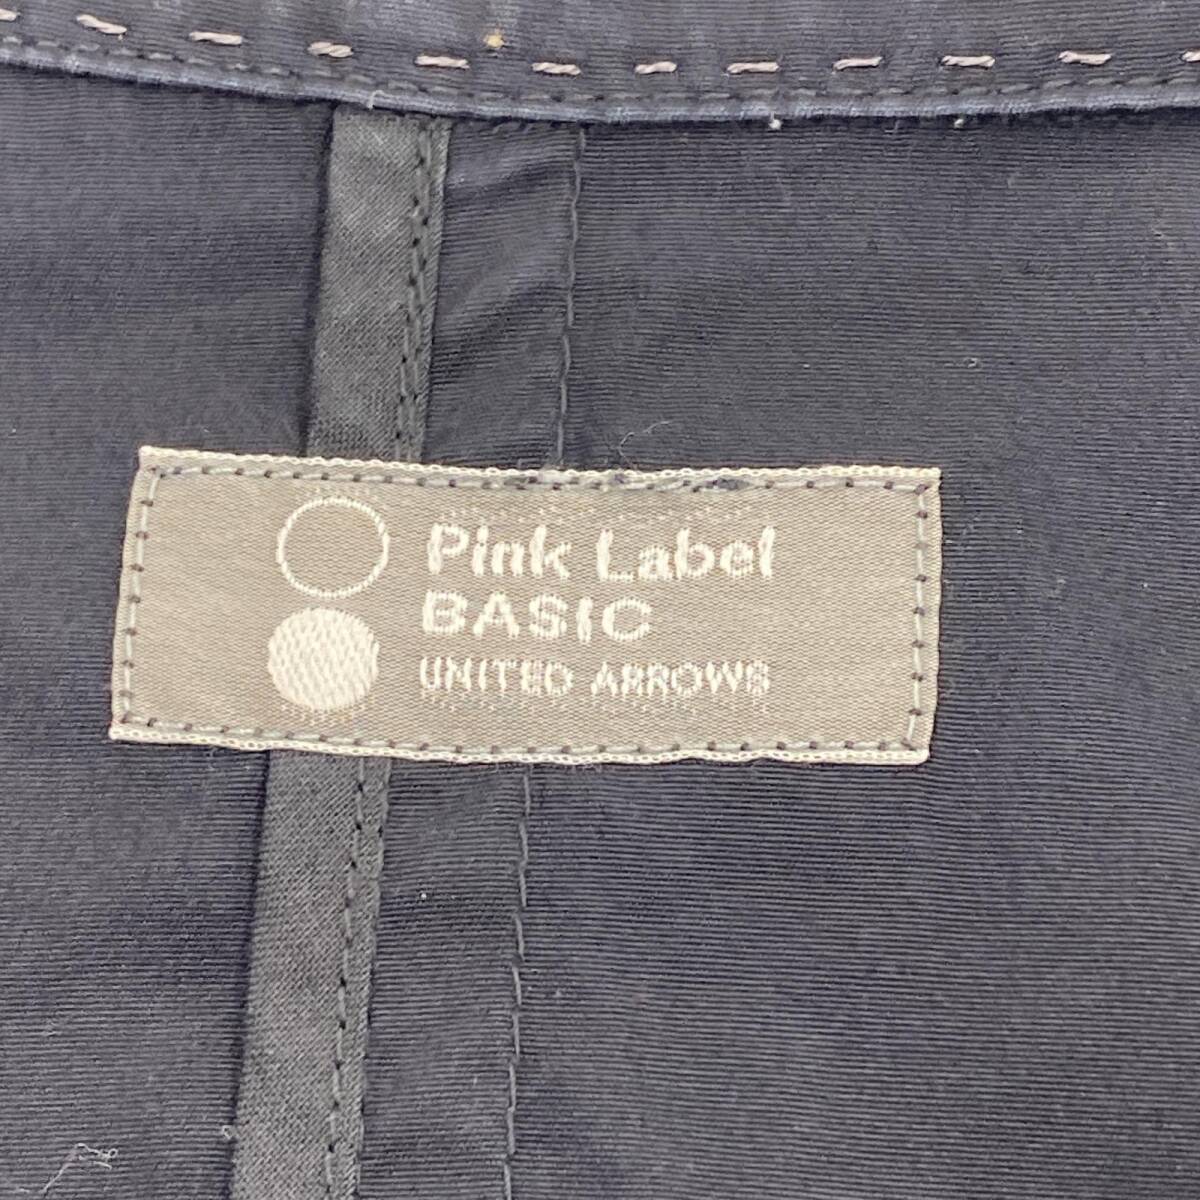 Pink Label
BASIC
UNITED ARROWS